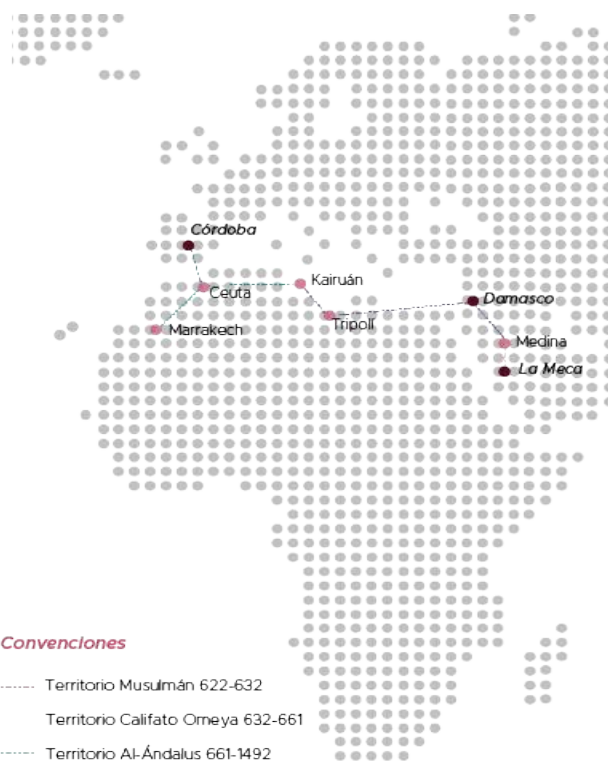 Córdoba
Kairuán
Ceuta
Damasco
Tripolí
Marrakech
Medina
La Meca
Convenciones
Territorio Musulmán 622-632
Territorio Califato Omeya 632-661
Territorio Al-Ándalus 661-1492